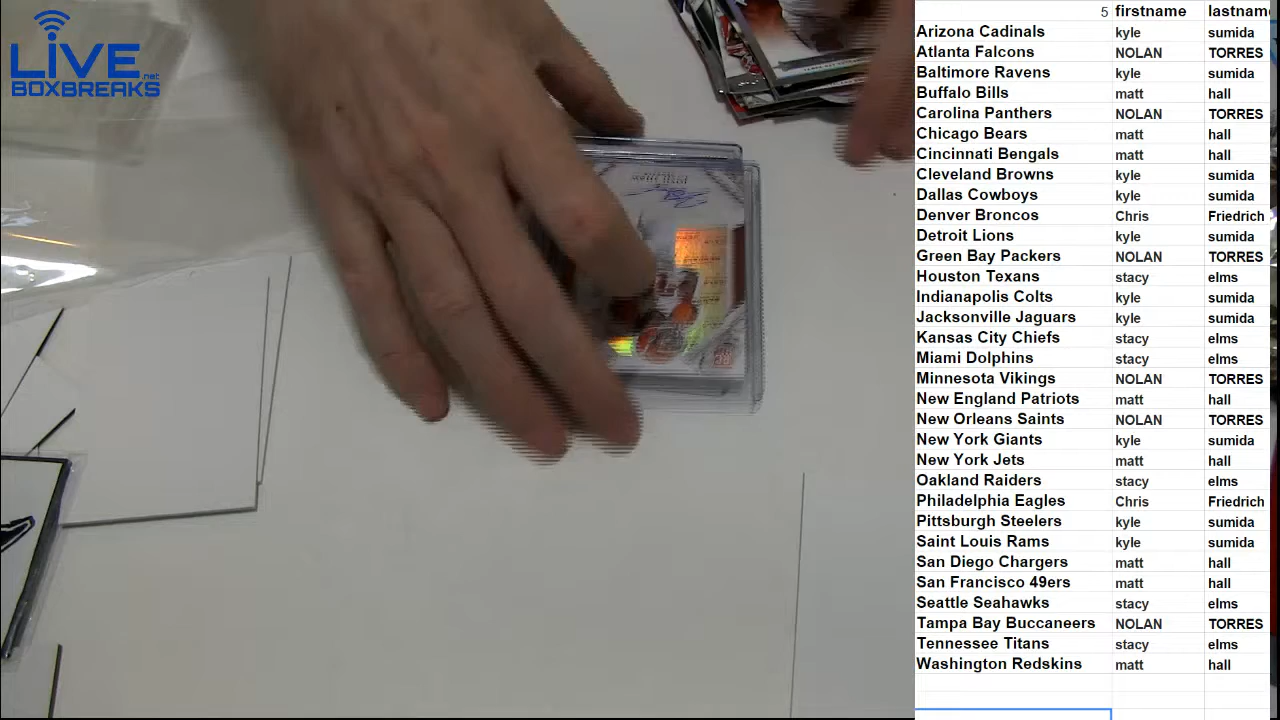 LIVE.net
BOXBREAKS
5 firstname lastname
Arizona Cadinals kyle sumida
Atlanta Falcons NOLAN TORRES
Baltimore Ravens kyle sumida
Buffalo Bills matt hall
Carolina Panthers NOLAN TORRES
Chicago Bears matt hall
Cincinnati Bengals matt hall
Cleveland Browns kyle sumida
Dallas Cowboys kyle sumida
Denver Broncos Chris Friedrich
Detroit Lions kyle sumida
Green Bay Packers NOLAN TORRES
Houston Texans stacy elms
Indianapolis Colts kyle sumida
Jacksonville Jaguars kyle sumida
Kansas City Chiefs stacy elms
Miami Dolphins stacy elms
Minnesota Vikings NOLAN TORRES
New England Patriots matt hall
New Orleans Saints NOLAN TORRES
New York Giants kyle sumida
New York Jets matt hall
Oakland Raiders stacy elms
Philadelphia Eagles Chris Friedrich
Pittsburgh Steelers kyle sumida
Saint Louis Rams kyle sumida
San Diego Chargers matt hall
San Francisco 49ers matt hall
Seattle Seahawks stacy elms
Tampa Bay Buccaneers NOLAN TORRES
Tennessee Titans stacy elms
Washington Redskins matt hall